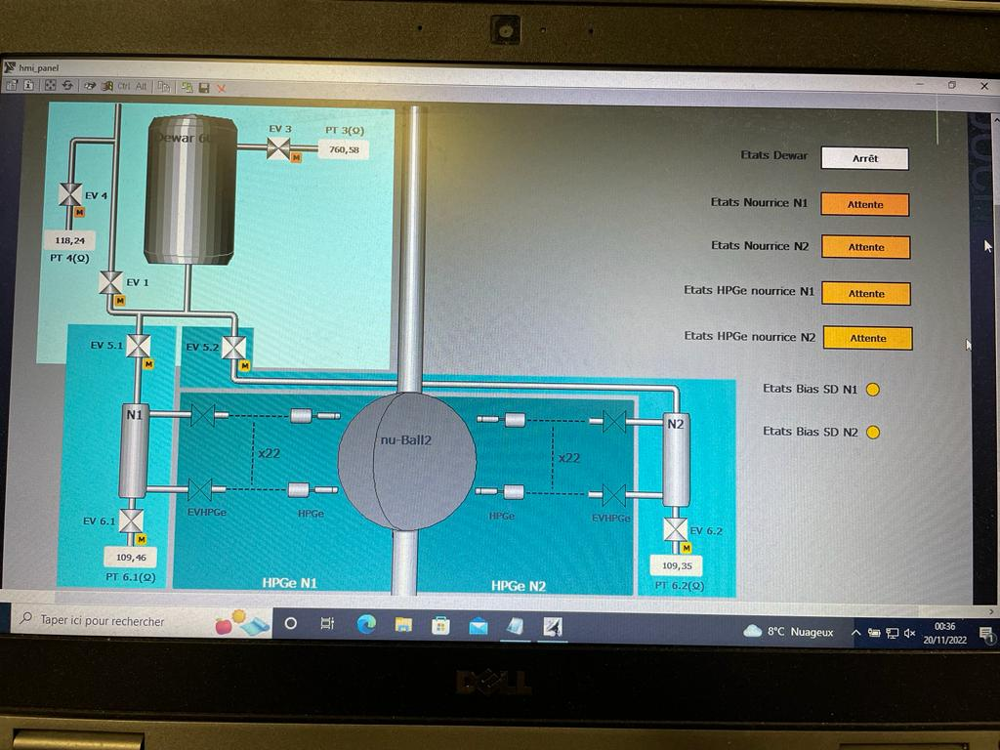 hmi_panel
Ctrl Alt
EV 3
PT 3(Ω)
760,58
EV 4
118,24
PT 4(Ω)
EV 1
M
M
M
Etats Dewar
Arrêt
Etats Nourrice N1
Attente
Etats Nourrice N2
Attente
Etats HPGe nourrice N1
Attente
Etats HPGe nourrice N2
Attente
EV 5.1
M
EV 5.2
M
Etats Bias SD N1
Etats Bias SD N2
N1
x22
nu-Ball2
x22
N2
EVHPGe
HPGe
HPGe
EVHPGe
EV 6.1
M
109,46
PT 6.1(Ω)
EV 6.2
M
109,35
PT 6.2(Ω)
HPGe N1
HPGe N2
Taper ici pour rechercher
8°C Nuageux
00:36
20/11/2022
1
DELL